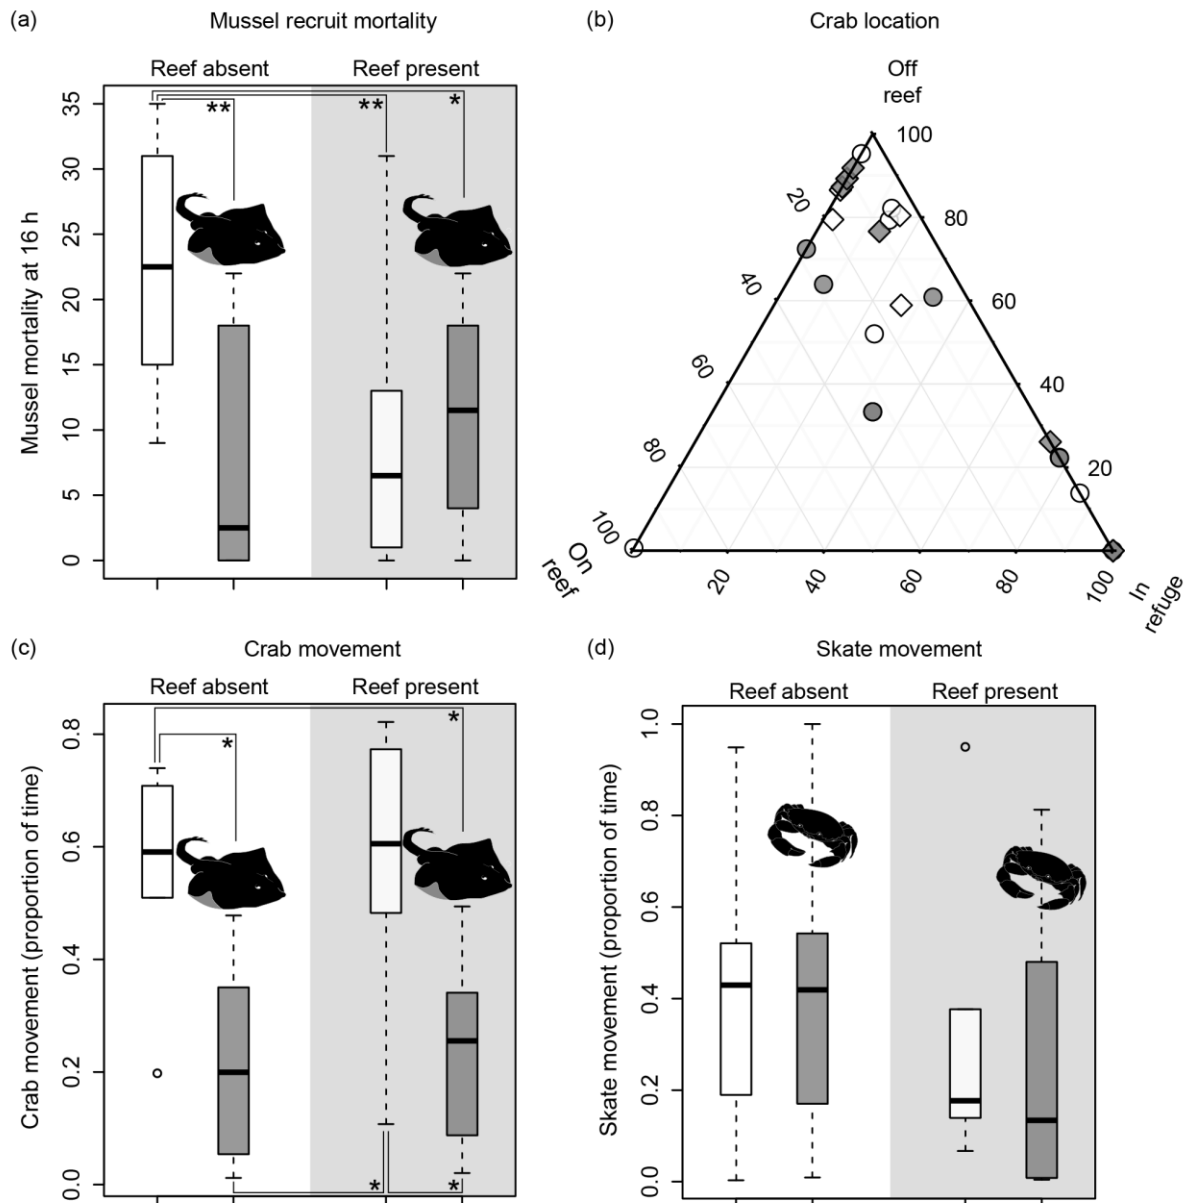 (a)
Mussel recruit mortality
Reef absent
Reef present
**
**
*
Mussel mortality at 16 h
35
30
25
20
15
10
5
0
(b)
Crab location
Off
reef
100
80
60
40
20
20
40
60
80
100
On
reef
20
40
60
80
100
In
refuge
(c)
Crab movement
Reef absent
Reef present
*
*
*
*
Crab movement (proportion of time)
0.8
0.6
0.4
0.2
0.0
(d)
Skate movement
Reef absent
Reef present
Skate movement (proportion of time)
1.0
0.8
0.6
0.4
0.2
0.0